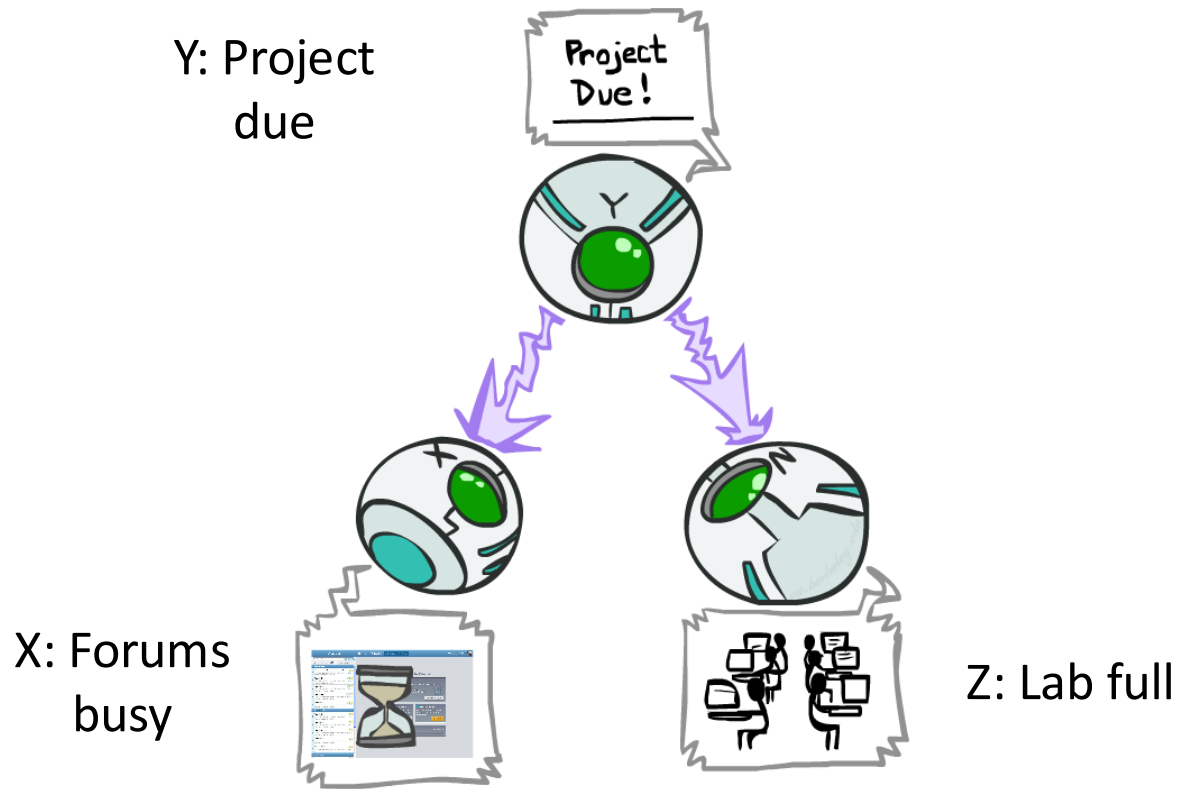 Y: Project
due
Project
Due!
Y
X
Z
X: Forums
busy
Z: Lab full